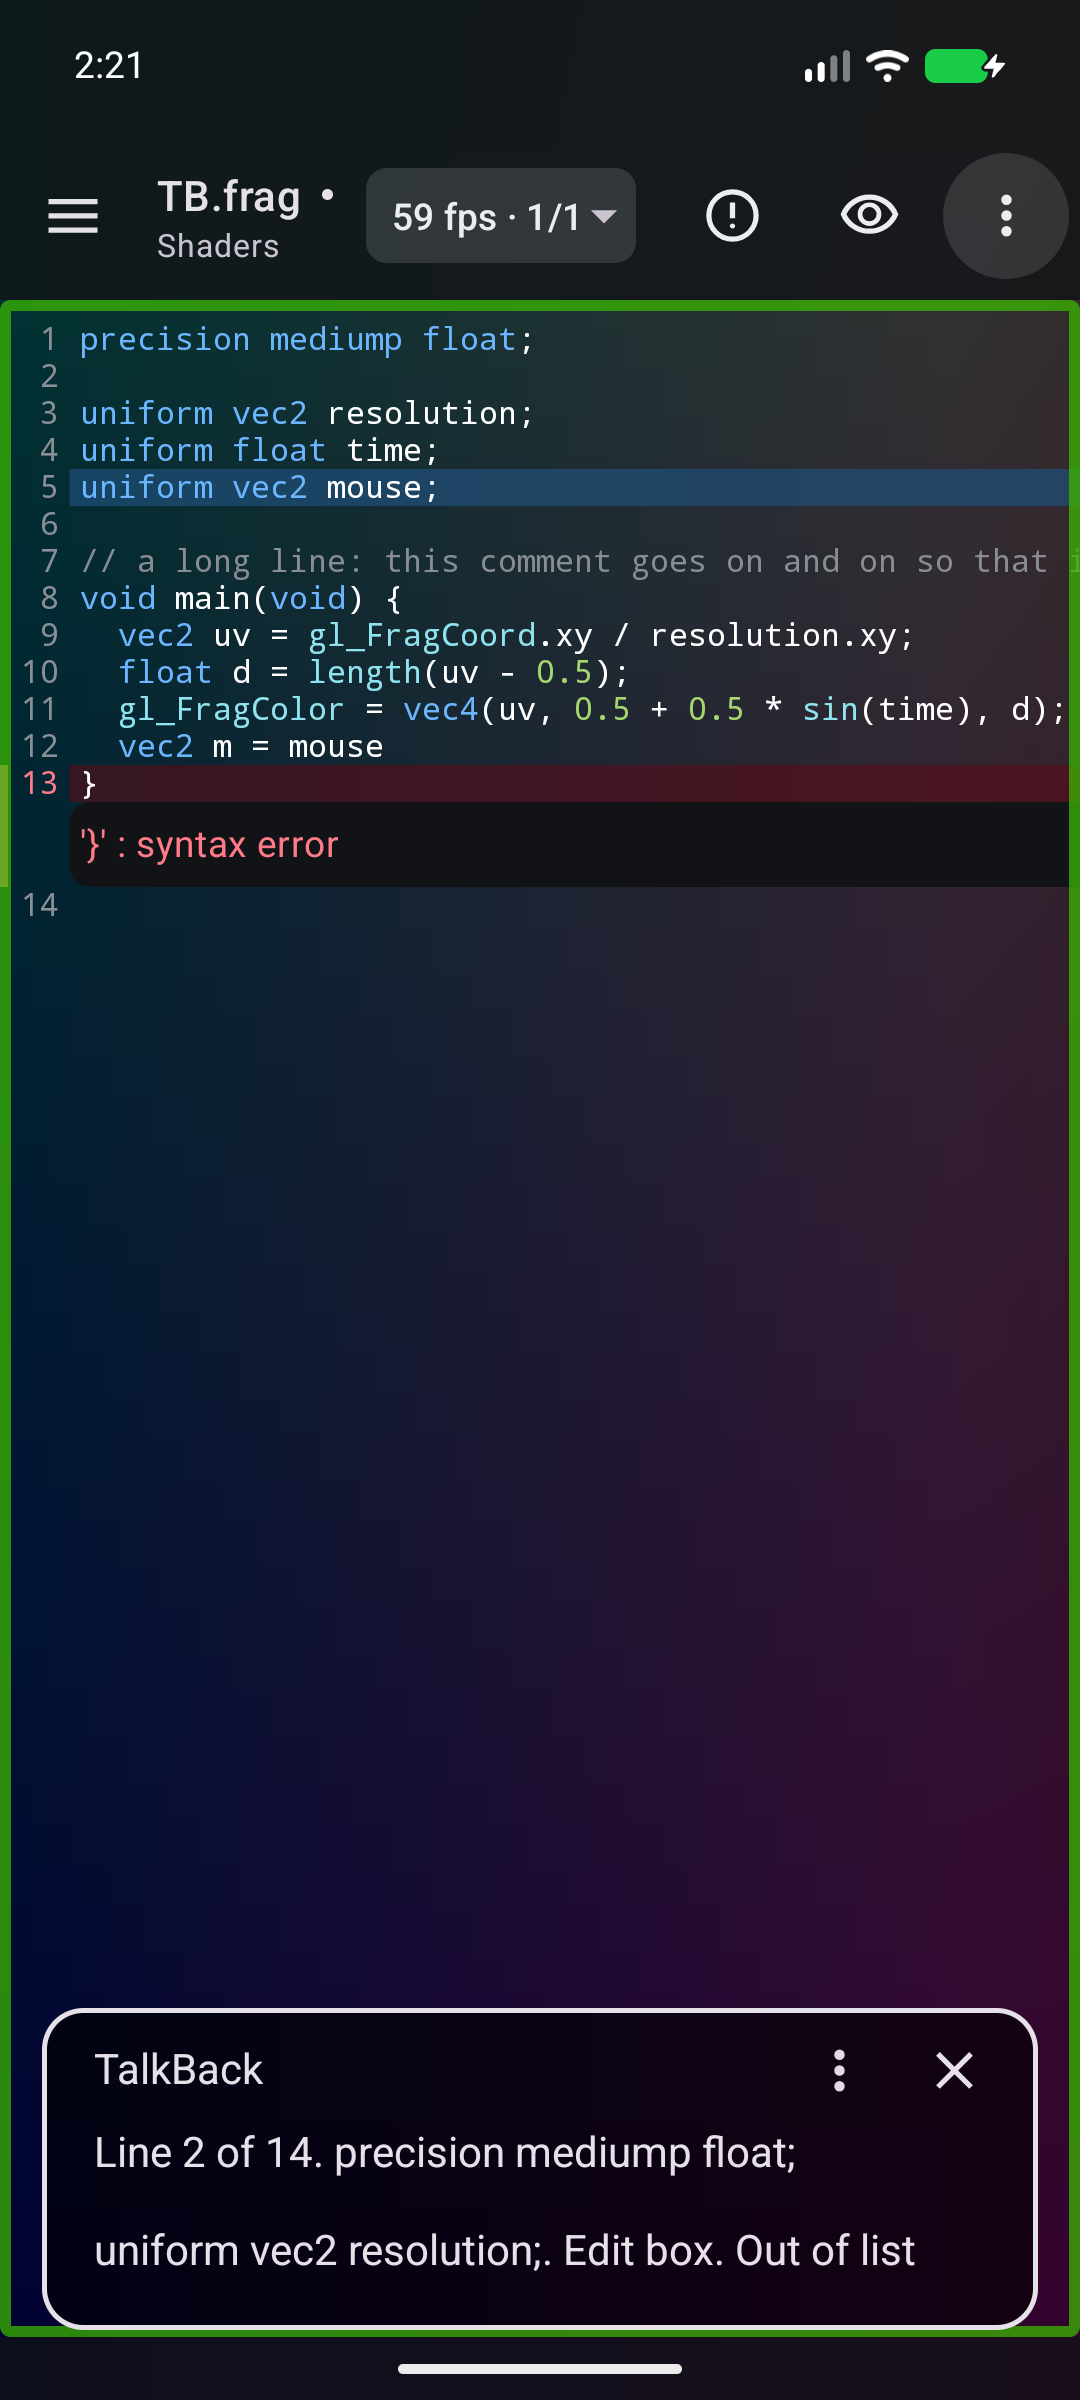 2:21
TB.frag •
Shaders
59 fps · 1/1
1 precision mediump float;
2
3 uniform vec2 resolution;
4 uniform float time;
5 uniform vec2 mouse;
6
7 // a long line: this comment goes on and on so that i
8 void main(void) {
9   vec2 uv = gl_FragCoord.xy / resolution.xy;
10   float d = length(uv - 0.5);
11   gl_FragColor = vec4(uv, 0.5 + 0.5 * sin(time), d);
12   vec2 m = mouse
13 }
'}' : syntax error
14
TalkBack
Line 2 of 14. precision mediump float;
uniform vec2 resolution;. Edit box. Out of list